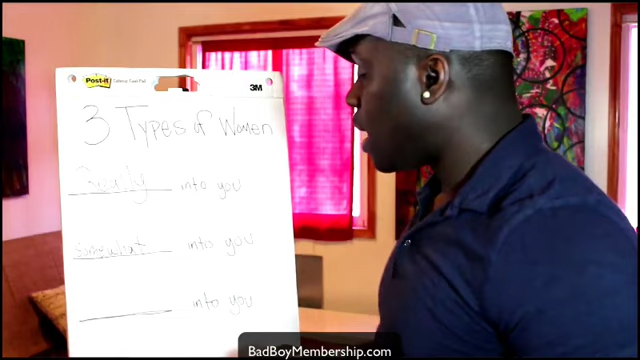 Post-it
3M
3 Types of Women
Really into you
somewhat into you
into you
BadBoyMembership.com